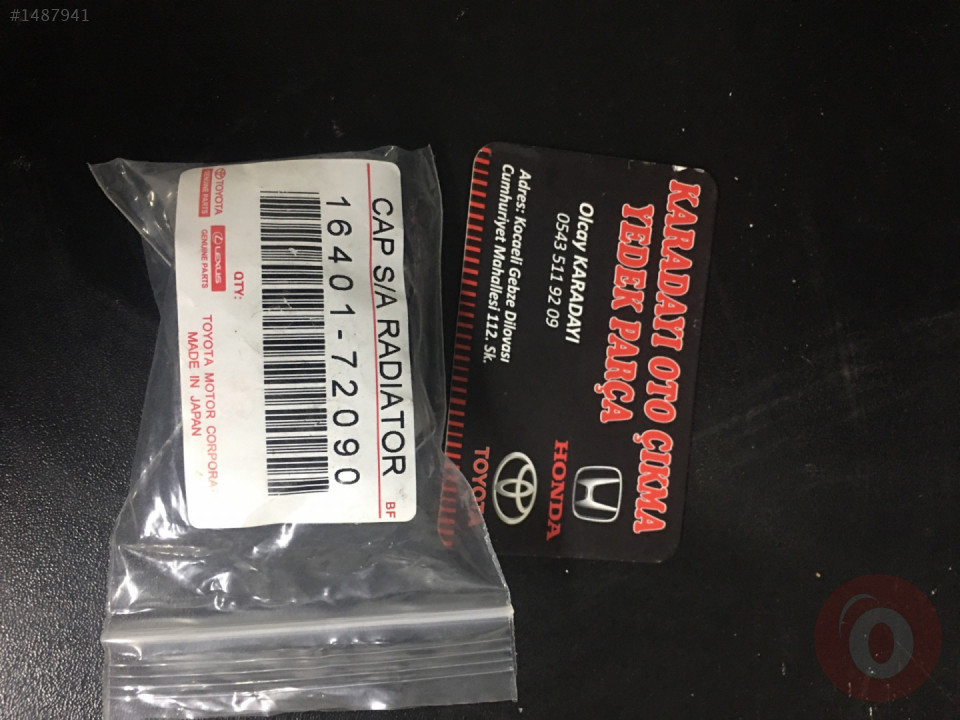 #1487941
CAP S/A RADIATOR
BF
16401-72090
TOYOTA
GENUINE PARTS
LEXUS
GENUINE PARTS
QTY:
TOYOTA MOTOR CORPORA
MADE IN JAPAN
KARADAYI OTO ÇIKMA
YEDEK PARÇA
Olcay KARADAYI
0543 511 92 09
Adres: Kocaeli Gebze Dilovası
Cumhuriyet Mahallesi 112. Sk.
HONDA
TOYOTA